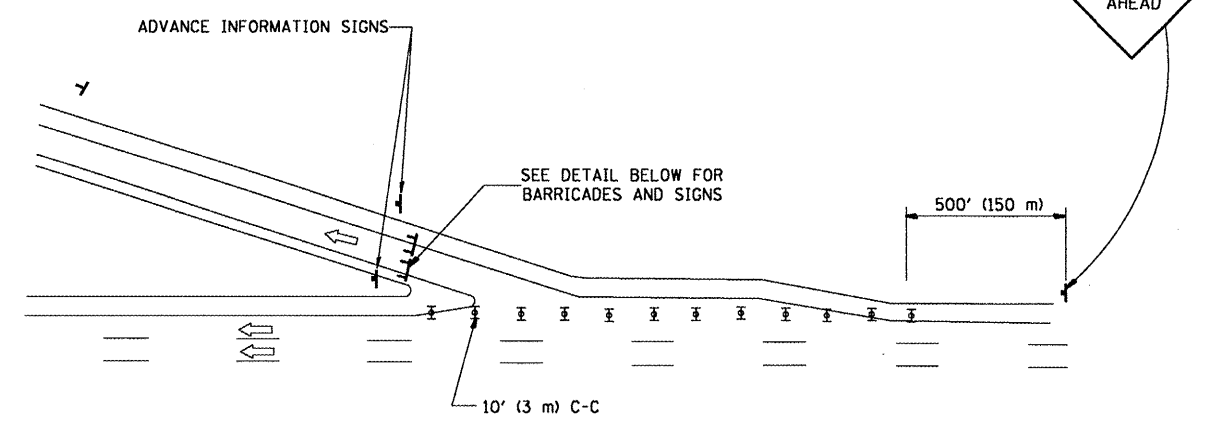 AHEAD
ADVANCE INFORMATION SIGNS
SEE DETAIL BELOW FOR
BARRICADES AND SIGNS
500' (150 m)
10' (3 m) C-C